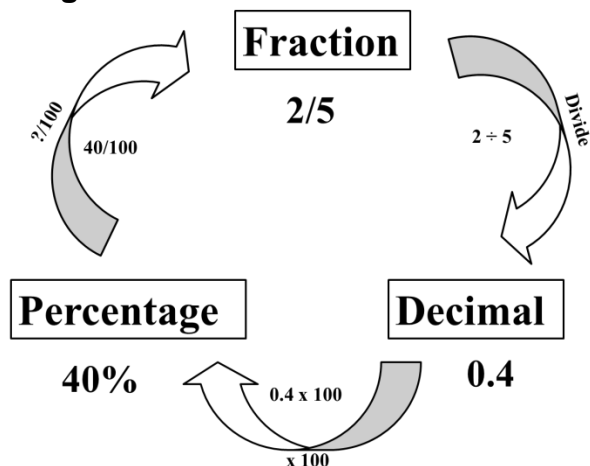 Fraction
2/5
Divide
2 ÷ 5
?/100
40/100
Percentage
40%
Decimal
0.4
0.4 x 100
x 100